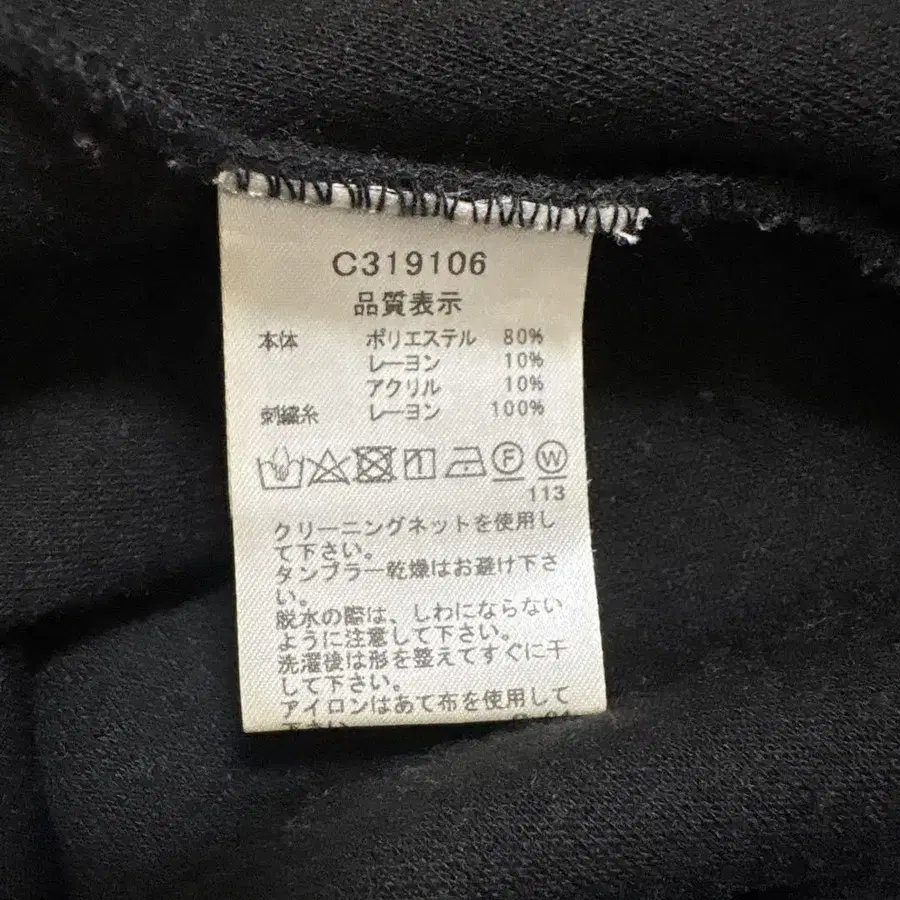 C319106
品質表示
本体 ポリエステル 80%
レーヨン 10%
アクリル 10%
刺繍糸 レーヨン 100%
F W
113
クリーニングネットを使用し
て下さい。
タンブラー乾燥はお避け下さ
い。
脱水の際は、しわにならない
ように注意して下さい。
洗濯後は形を整えてすぐに干
して下さい。
アイロンはあて布を使用して
下さい